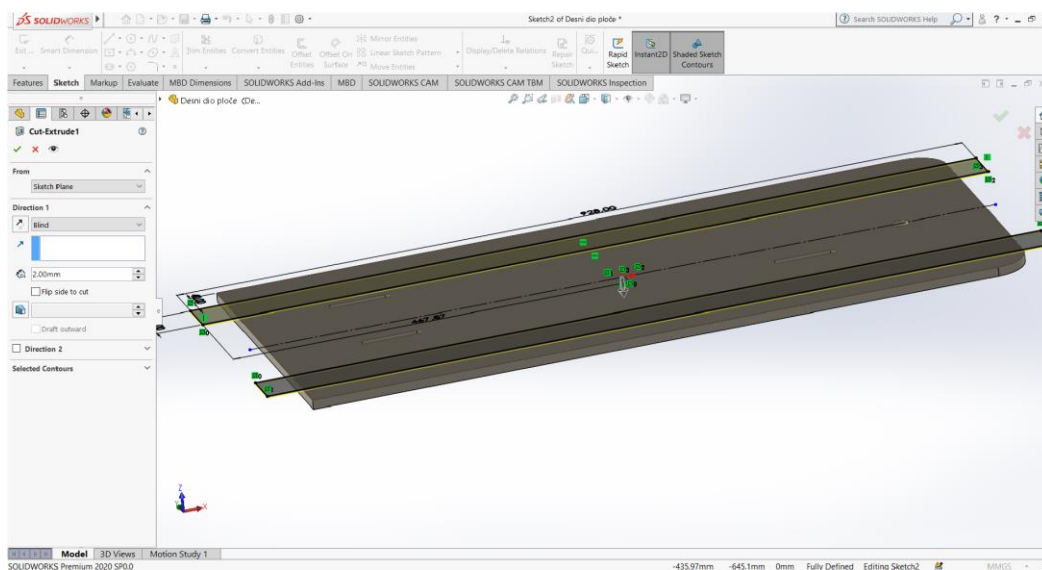 SOLIDWORKS
Sketch2 of Desni dio ploče *
Search SOLIDWORKS Help
Ext... Smart Dimension
Trim Entities Convert Entities Offset Entities Offset On Surface
Mirror Entities
Linear Sketch Pattern
Move Entities
Display/Delete Relations
Repair Sketch
Qui...
Rapid Sketch
Instant2D
Shaded Sketch Contours
Features Sketch Markup Evaluate MBD Dimensions SOLIDWORKS Add-Ins MBD SOLIDWORKS CAM SOLIDWORKS CAM TBM SOLIDWORKS Inspection
Desni dio ploče (De...
Cut-Extrude1
From
Sketch Plane
Direction 1
Blind
2.00mm
Flip side to cut
Draft outward
Direction 2
Selected Contours
Z
X
Model 3D Views Motion Study 1
SOLIDWORKS Premium 2020 SP0.0
-435.97mm -645.1mm 0mm Fully Defined Editing Sketch2 MMGS